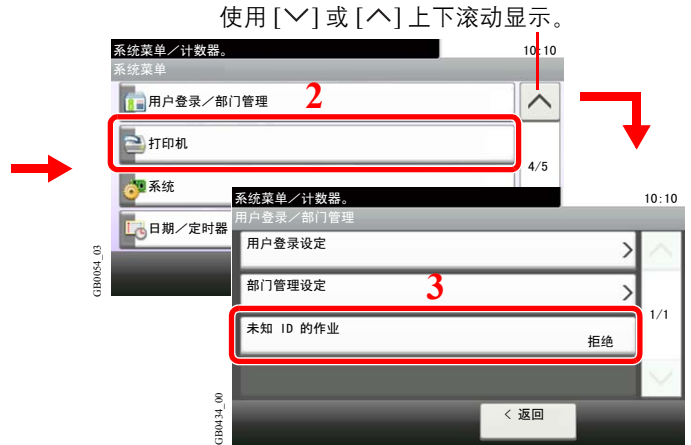 使用 [﹀] 或 [︿] 上下滚动显示。
系统菜单／计数器。
10:10
系统菜单
用户登录／部门管理
2
打印机
4/5
系统
日期／定时器
GB0054_03
系统菜单／计数器。
10:10
用户登录／部门管理
用户登录设定
部门管理设定
3
1/1
未知 ID 的作业
拒绝
GB0434_00
< 返回